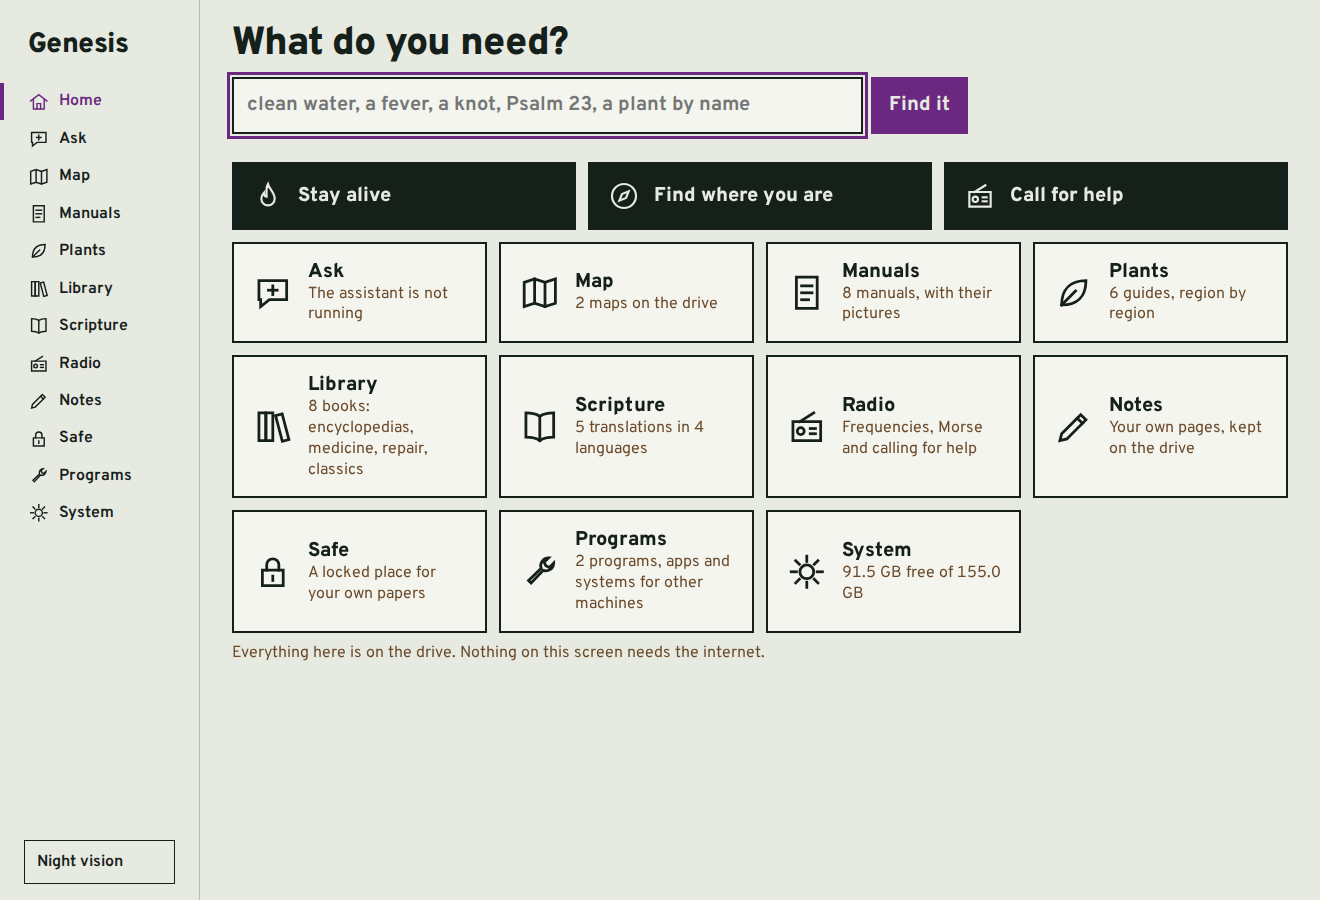 Genesis
Home
Ask
Map
Manuals
Plants
Library
Scripture
Radio
Notes
Safe
Programs
System
Night vision
What do you need?
clean water, a fever, a knot, Psalm 23, a plant by name
Find it
Stay alive
Find where you are
Call for help
Ask
The assistant is not
running
Map
2 maps on the drive
Manuals
8 manuals, with their
pictures
Plants
6 guides, region by
region
Library
8 books:
encyclopedias,
medicine, repair,
classics
Scripture
5 translations in 4
languages
Radio
Frequencies, Morse
and calling for help
Notes
Your own pages, kept
on the drive
Safe
A locked place for
your own papers
Programs
2 programs, apps and
systems for other
machines
System
91.5 GB free of 155.0
GB
Everything here is on the drive. Nothing on this screen needs the internet.